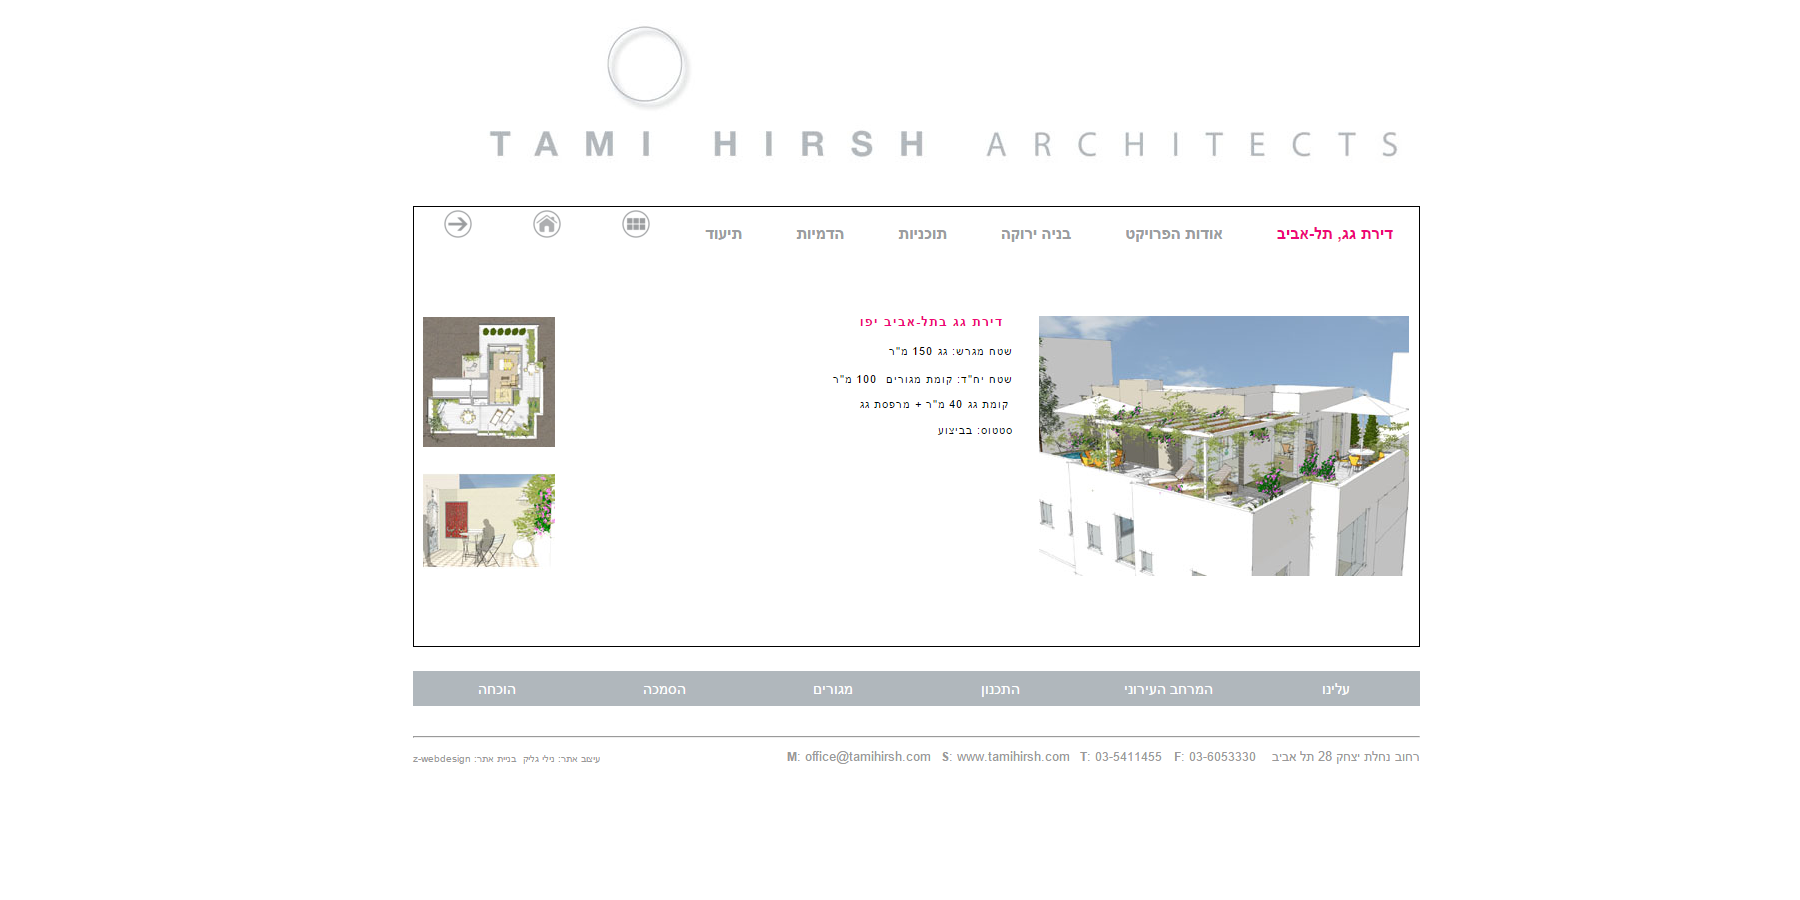 TAMI HIRSH ARCHITECTS
דירת גג, תל-אביב אודות הפרויקט בניה ירוקה תוכניות הדמיות תיעוד
דירת גג בתל-אביב יפו
שטח מגרש: גג 150 מ"ר
שטח יח"ד: קומת מגורים 100 מ"ר
קומת גג 40 מ"ר + מרפסת גג
סטטוס: בביצוע
עלינו המרחב העירוני התכנון מגורים הסמכה הוכחה
רחוב נחלת יצחק 28 תל אביב M: office@tamihirsh.com S: www.tamihirsh.com T: 03-5411455 F: 03-6053330
עיצוב אתר: נילי גליק בניית אתר: z-webdesign